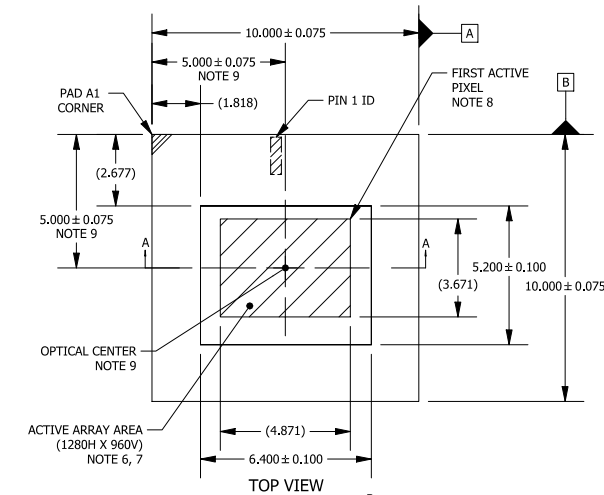 10.000 ± 0.075
A
5.000 ± 0.075
NOTE 9
FIRST ACTIVE
PIXEL
NOTE 8
B
PAD A1
CORNER
(1.818)
PIN 1 ID
(2.677)
5.000 ± 0.075
NOTE 9
A
A
5.200 ± 0.100
(3.671)
10.000 ± 0.075
OPTICAL CENTER
NOTE 9
ACTIVE ARRAY AREA
(1280H X 960V)
NOTE 6, 7
(4.871)
6.400 ± 0.100
TOP VIEW